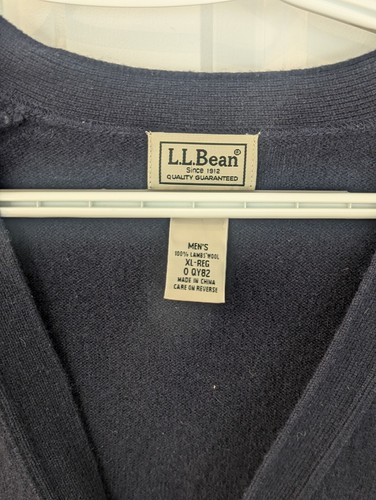 L.L.Bean®
Since 1912
QUALITY GUARANTEED
MEN'S
100% LAMBS' WOOL
XL-REG
0 QY82
MADE IN CHINA
CARE ON REVERSE